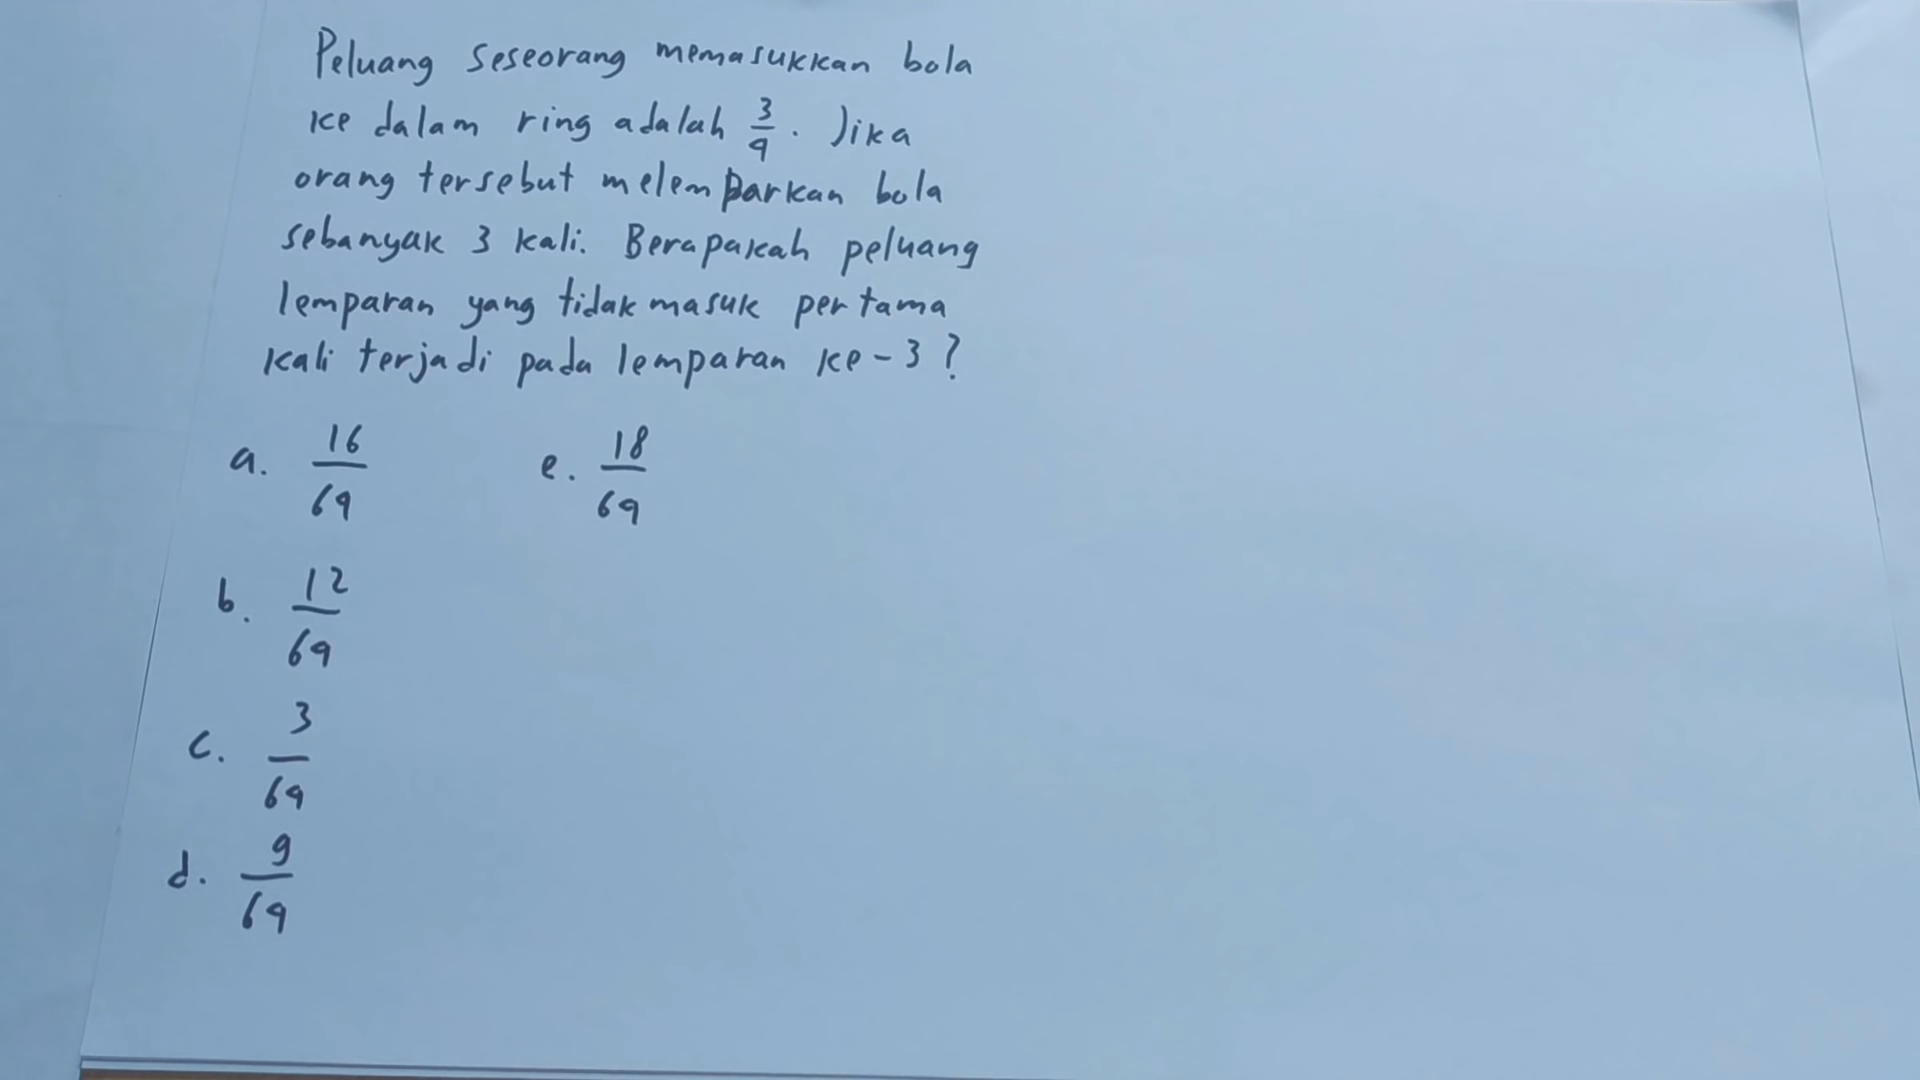 Peluang seseorang memasukkan bola
ke dalam ring adalah 3/4. Jika
orang tersebut melemparkan bola
sebanyak 3 kali. Berapakah peluang
lemparan yang tidak masuk pertama
kali terjadi pada lemparan ke-3?
a. 16/64 e. 18/64
b. 12/64
c. 3/64
d. 9/64